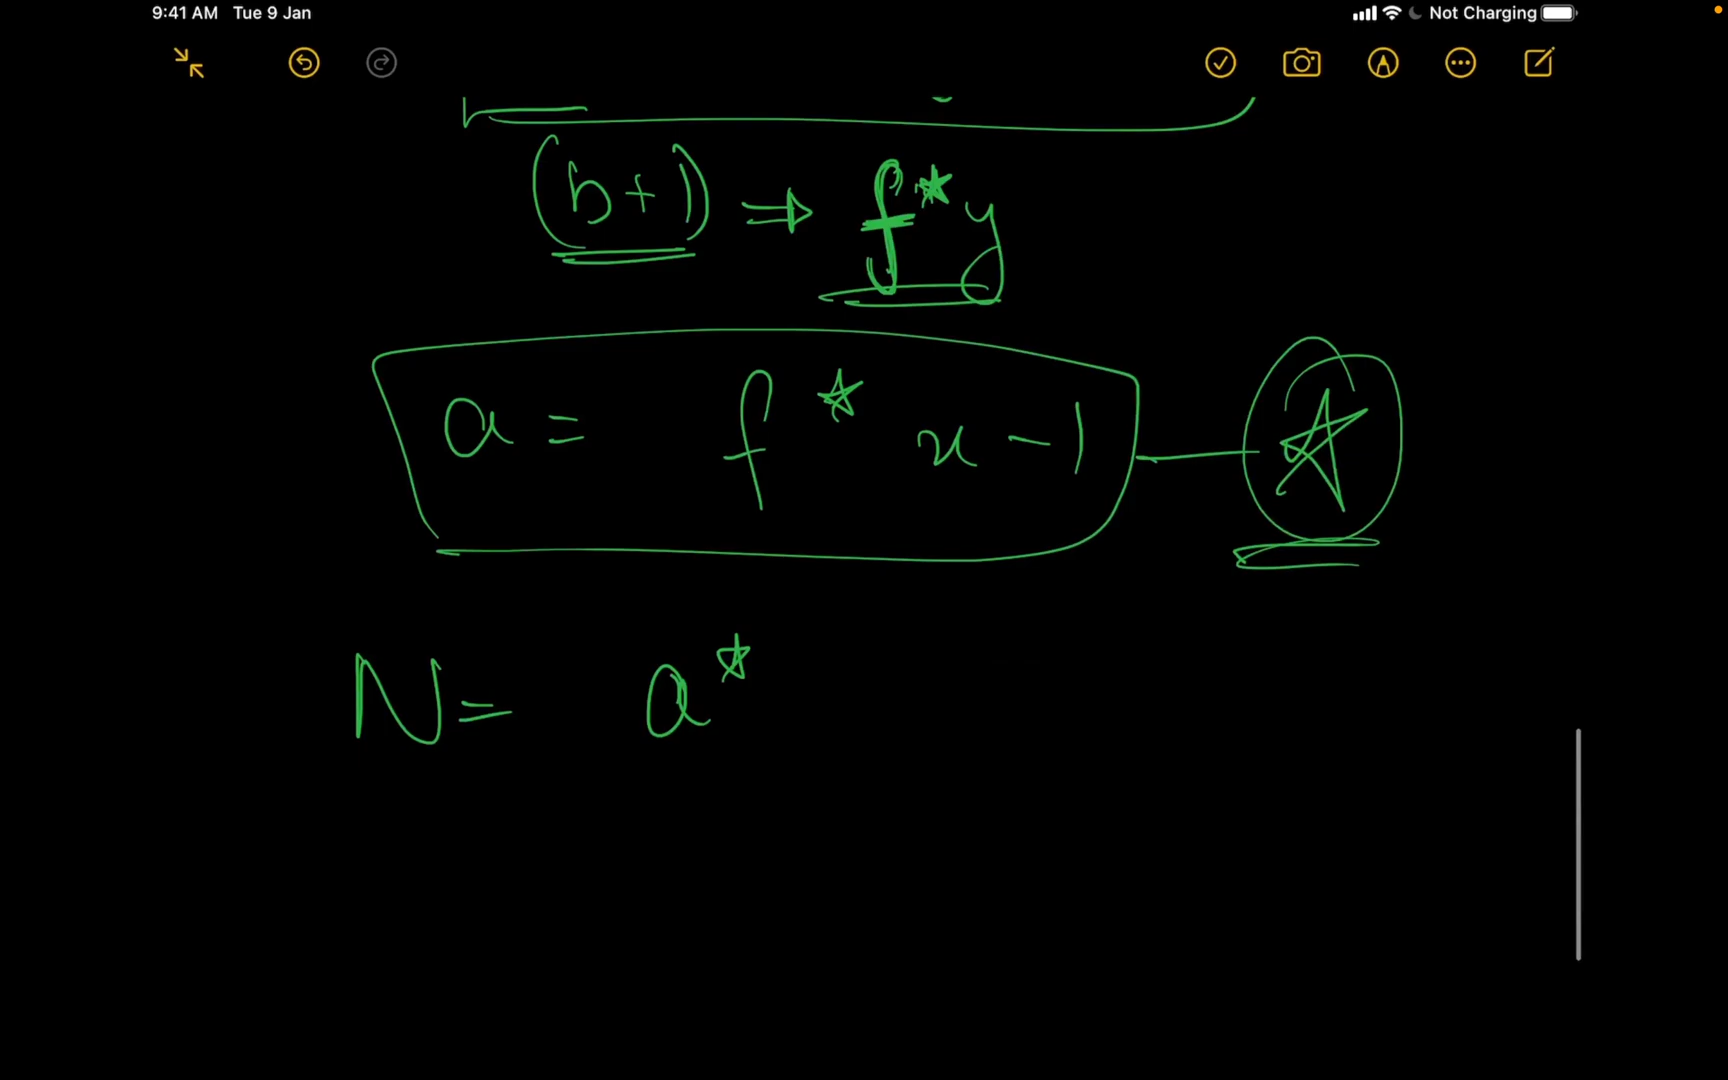 9:41 AM Tue 9 Jan Not Charging
(b+1) ⇒ f*y
a = f * x - 1 — ☆
N = a*